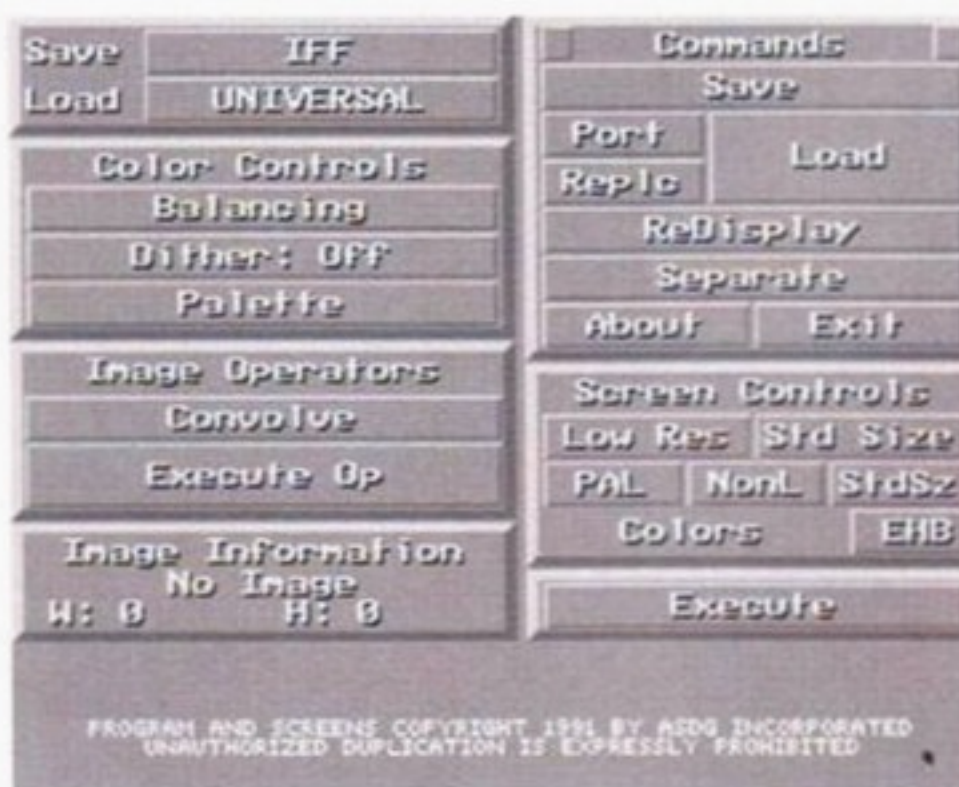 Save IFF
Load UNIVERSAL
Color Controls
Balancing
Dither: Off
Palette
Image Operators
Convolve
Execute Op
Image Information
No Image
W: 0 H: 0
Commands
Save
Port
Load
Replc
ReDisplay
Separate
About Exit
Screen Controls
Low Res Std Size
PAL NonL StdSz
Colors EHB
Execute
PROGRAM AND SCREENS COPYRIGHT 1991 BY ASDG INCORPORATED
UNAUTHORIZED DUPLICATION IS EXPRESSLY PROHIBITED